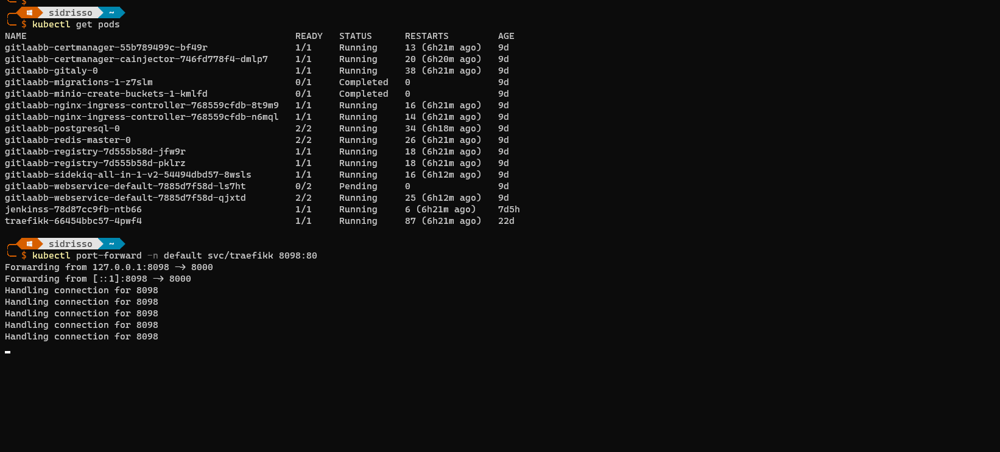 $
sidrisso ~
$ kubectl get pods
NAME READY STATUS RESTARTS AGE
gitlaabb-certmanager-55b789499c-bf49r 1/1 Running 13 (6h21m ago) 9d
gitlaabb-certmanager-cainjector-746fd778f4-dmlp7 1/1 Running 20 (6h20m ago) 9d
gitlaabb-gitaly-0 1/1 Running 38 (6h21m ago) 9d
gitlaabb-migrations-1-z7slm 0/1 Completed 0 9d
gitlaabb-minio-create-buckets-1-kmlfd 0/1 Completed 0 9d
gitlaabb-nginx-ingress-controller-768559cfdb-8t9m9 1/1 Running 16 (6h21m ago) 9d
gitlaabb-nginx-ingress-controller-768559cfdb-n6mql 1/1 Running 14 (6h21m ago) 9d
gitlaabb-postgresql-0 2/2 Running 34 (6h18m ago) 9d
gitlaabb-redis-master-0 2/2 Running 26 (6h21m ago) 9d
gitlaabb-registry-7d555b58d-jfw9r 1/1 Running 18 (6h21m ago) 9d
gitlaabb-registry-7d555b58d-pklrz 1/1 Running 18 (6h21m ago) 9d
gitlaabb-sidekiq-all-in-1-v2-54494dbd57-8wsls 1/1 Running 16 (6h12m ago) 9d
gitlaabb-webservice-default-7885d7f58d-ls7ht 0/2 Pending 0 9d
gitlaabb-webservice-default-7885d7f58d-qjxtd 2/2 Running 25 (6h12m ago) 9d
jenkinss-78d87cc9fb-ntb66 1/1 Running 6 (6h21m ago) 7d5h
traefikk-66454bbc57-4pwf4 1/1 Running 87 (6h21m ago) 22d
sidrisso ~
$ kubectl port-forward -n default svc/traefikk 8098:80
Forwarding from 127.0.0.1:8098 -> 8000
Forwarding from [::1]:8098 -> 8000
Handling connection for 8098
Handling connection for 8098
Handling connection for 8098
Handling connection for 8098
Handling connection for 8098